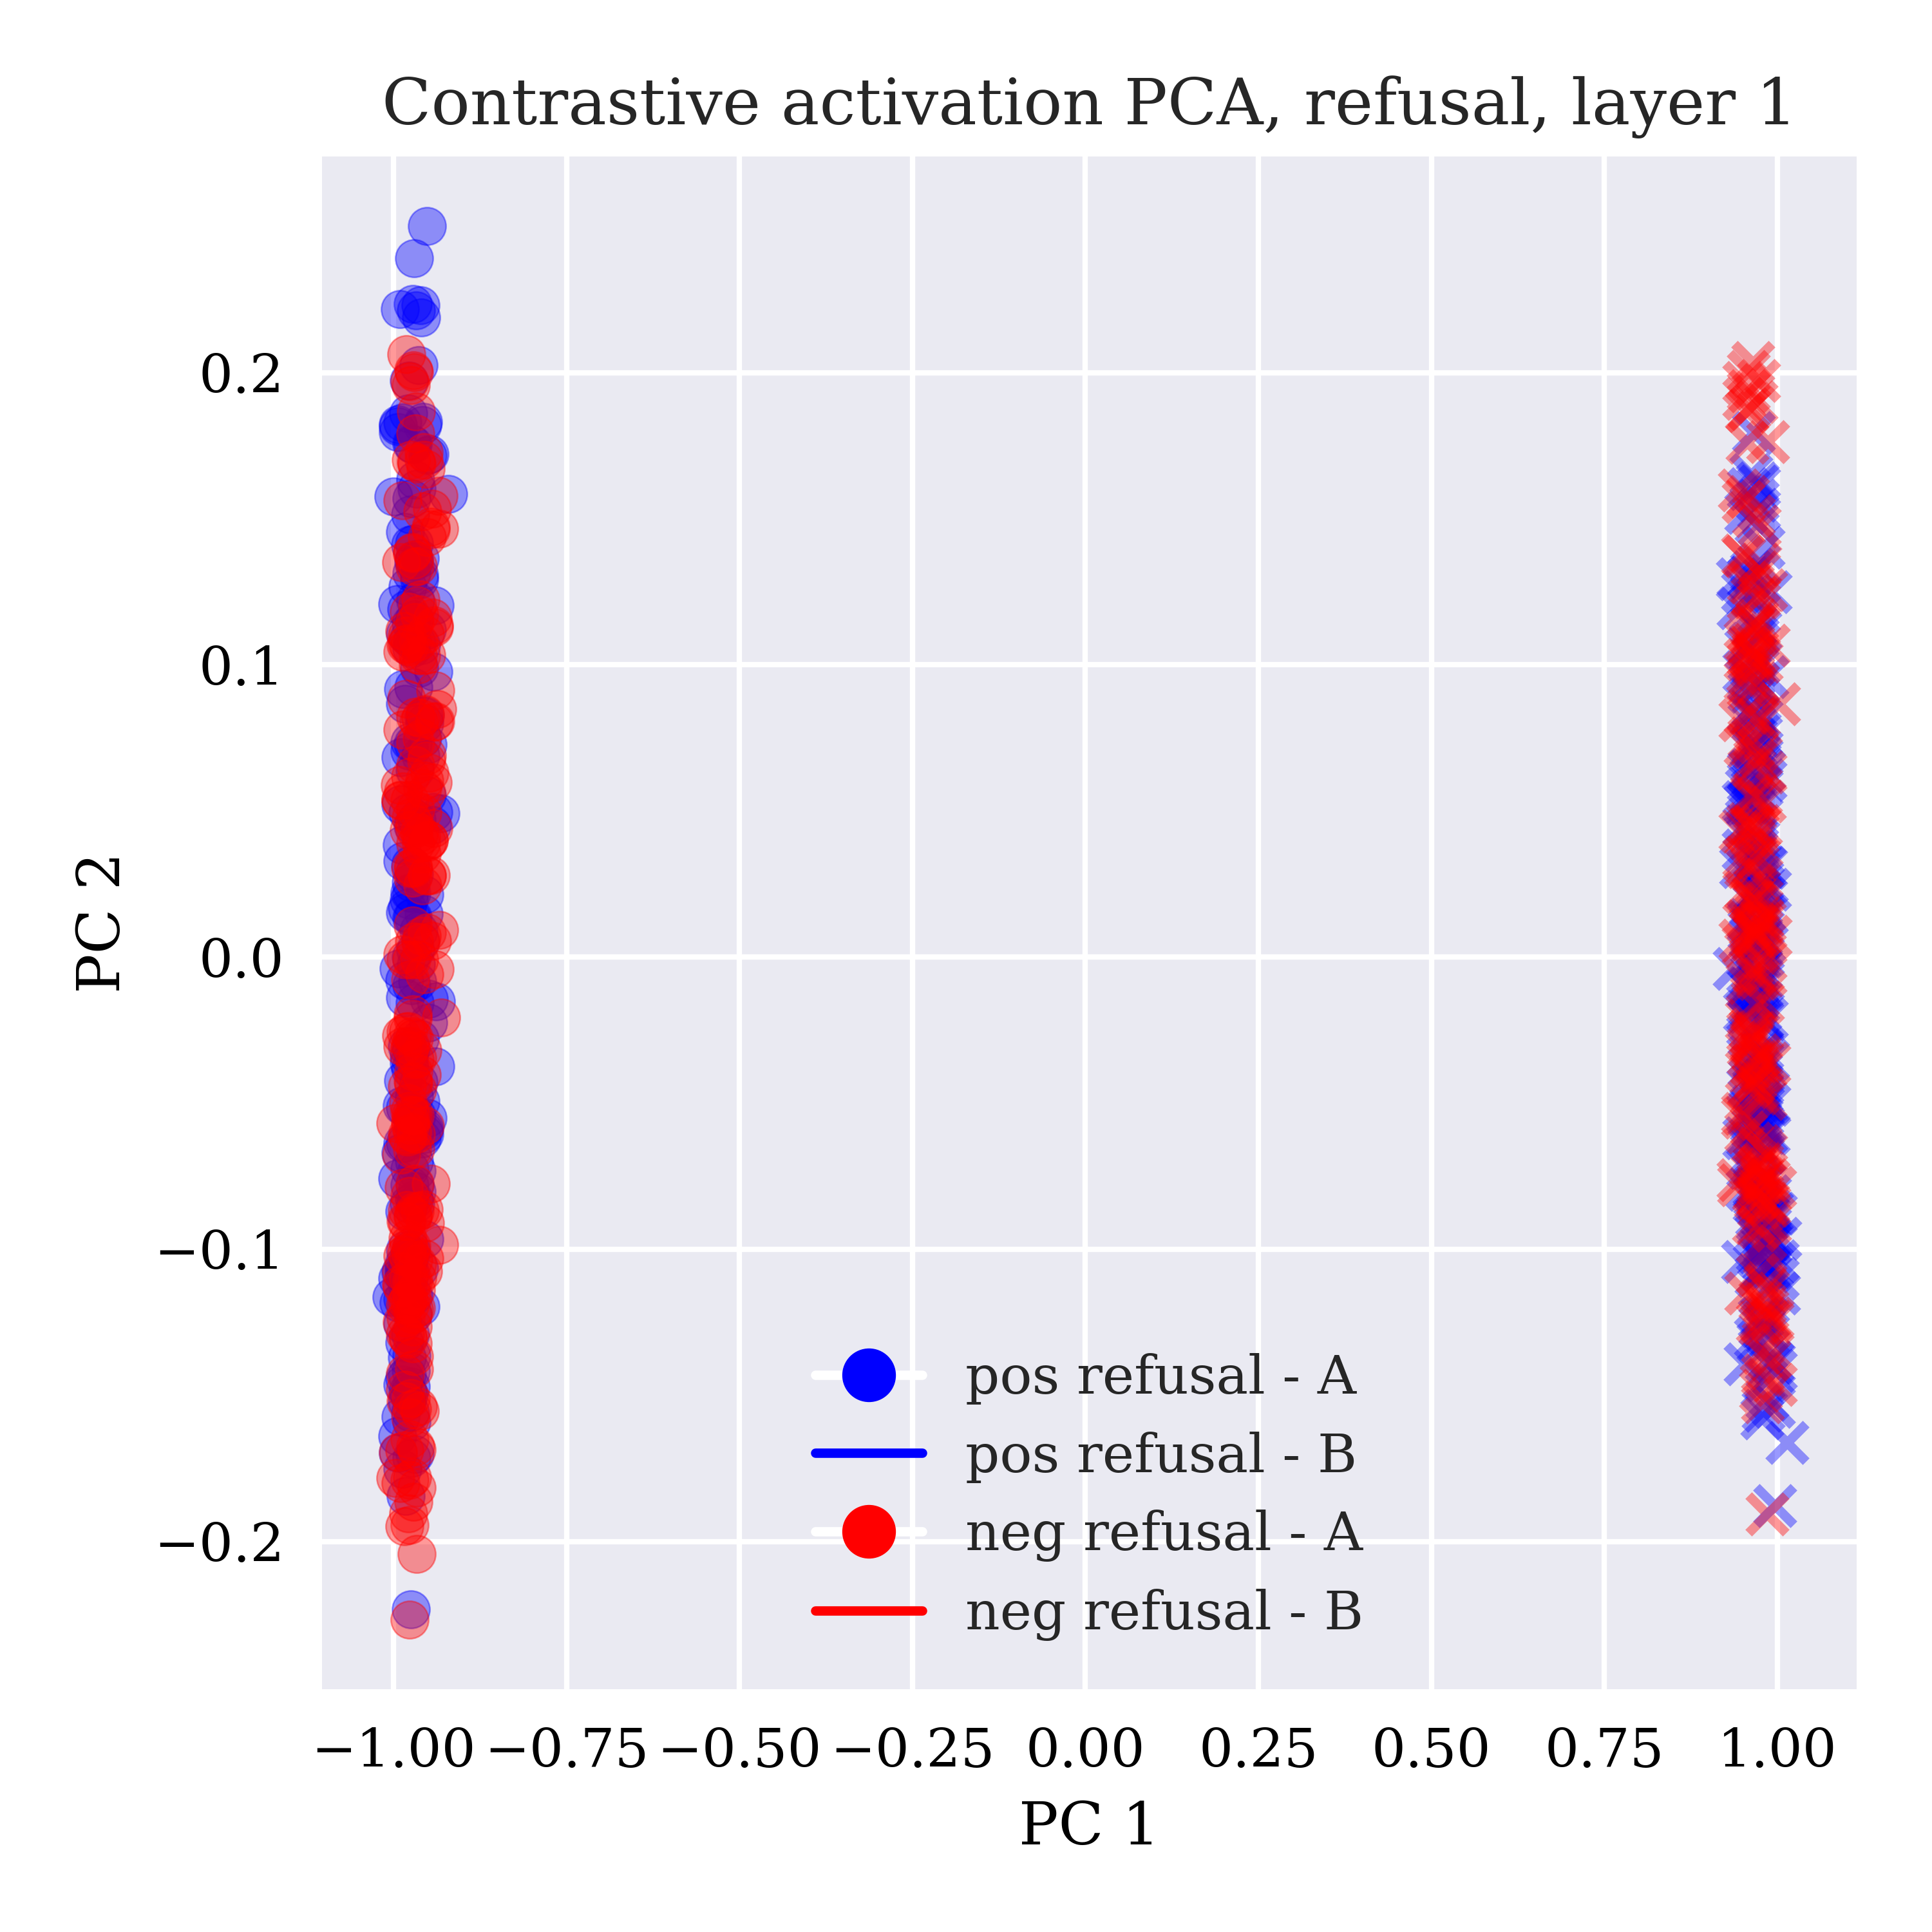 Contrastive activation PCA, refusal, layer 1
PC 2
0.2
0.1
0.0
−0.1
−0.2
pos refusal - A
pos refusal - B
neg refusal - A
neg refusal - B
−1.00 −0.75 −0.50 −0.25 0.00 0.25 0.50 0.75 1.00
PC 1